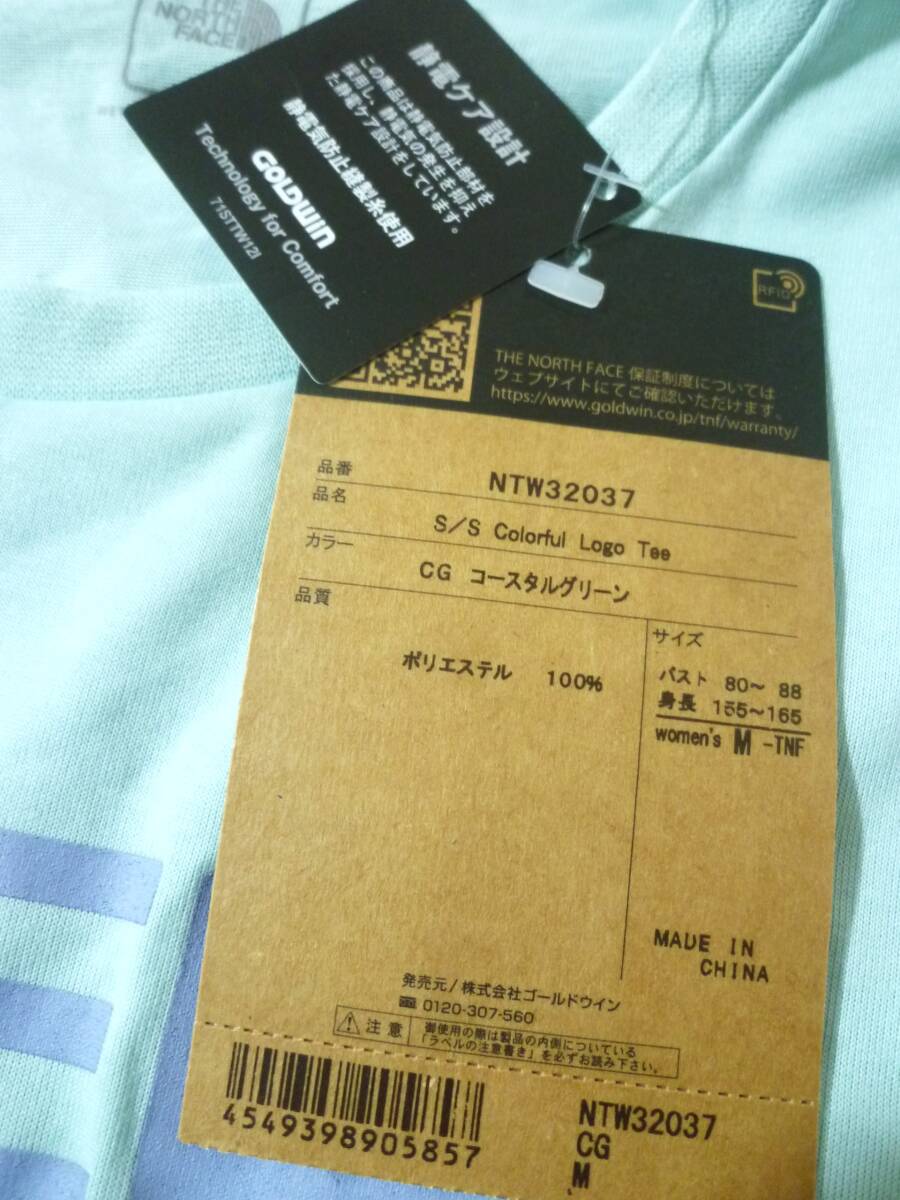 THE
NORTH
FACE
静電ケア設計
この商品は静電気防止部材を
採用し、静電気の発生を抑え
た静電ケア設計をしています。
静電気防止縫製糸使用
GOLDWIN
Technology for Comfort
71STTW12I
RFID
THE NORTH FACE 保証制度については
ウェブサイトにてご確認いただけます。
https://www.goldwin.co.jp/tnf/warranty/
品番 NTW32037
品名 S/S Colorful Logo Tee
カラー CG コースタルグリーン
品質
ポリエステル 100%
サイズ
バスト 80〜 88
身長 155〜165
women's M -TNF
MADE IN
CHINA
発売元/株式会社ゴールドウイン
0120-307-560
注意
御使用の際は製品の内側についている
「ラベルの注意書き」を必ずお読み下さい。
4549398905857
NTW32037
CG
M